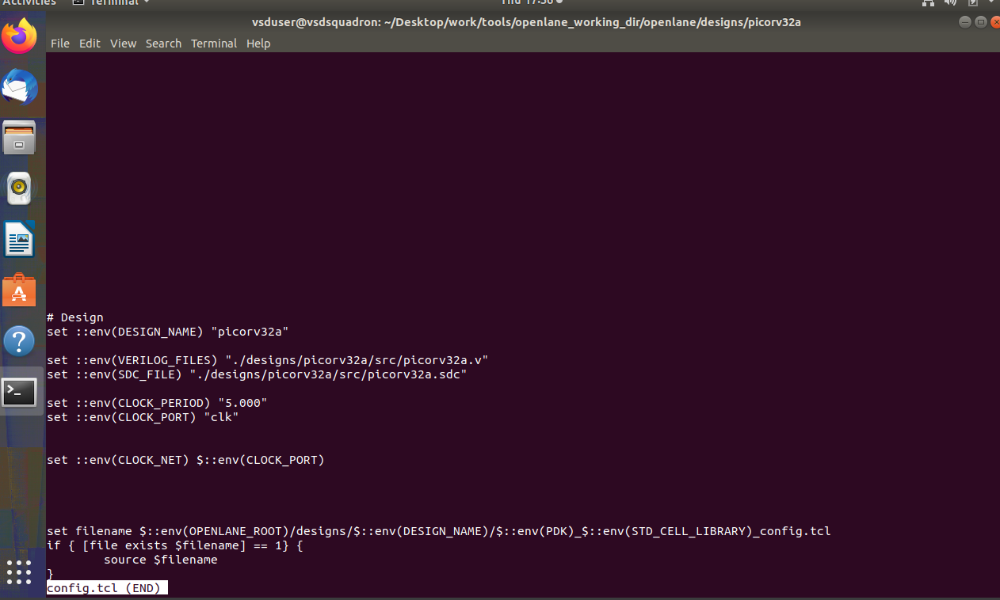 Activities Terminal Thu 17:36
vsduser@vsdsquadron: ~/Desktop/work/tools/openlane_working_dir/openlane/designs/picorv32a
File Edit View Search Terminal Help
# Design
set ::env(DESIGN_NAME) "picorv32a"
set ::env(VERILOG_FILES) "./designs/picorv32a/src/picorv32a.v"
set ::env(SDC_FILE) "./designs/picorv32a/src/picorv32a.sdc"
set ::env(CLOCK_PERIOD) "5.000"
set ::env(CLOCK_PORT) "clk"
set ::env(CLOCK_NET) $::env(CLOCK_PORT)
set filename $::env(OPENLANE_ROOT)/designs/$::env(DESIGN_NAME)/$::env(PDK)_$::env(STD_CELL_LIBRARY)_config.tcl
if { [file exists $filename] == 1} {
source $filename
}
config.tcl (END)